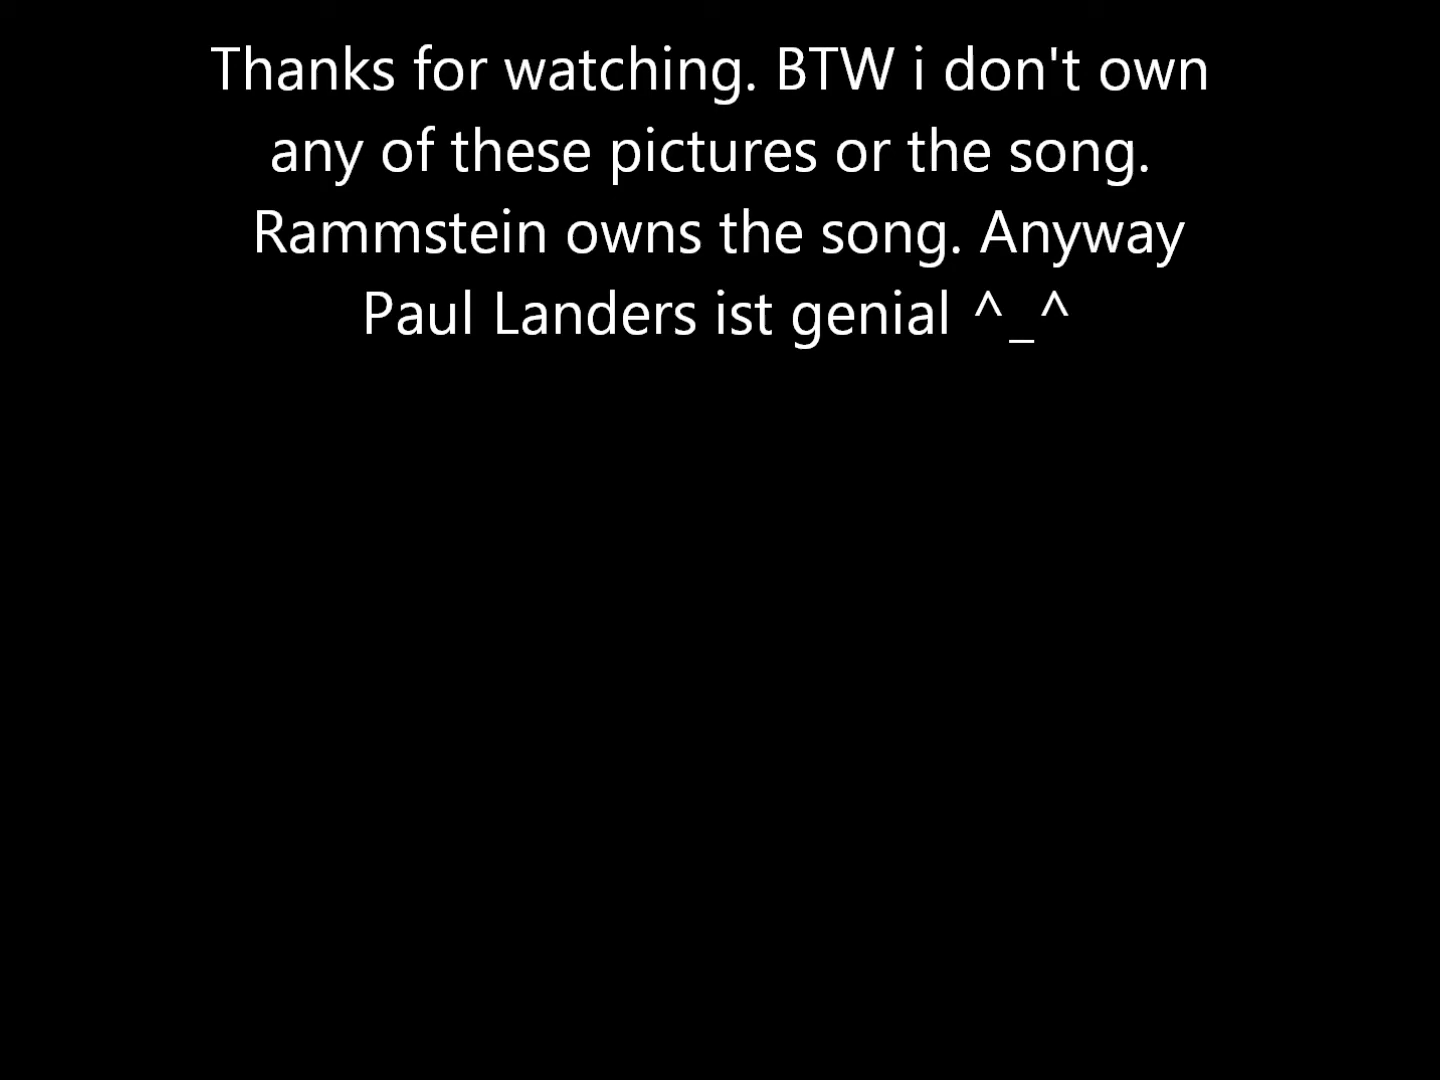 Thanks for watching. BTW i don't own
any of these pictures or the song.
Rammstein owns the song. Anyway
Paul Landers ist genial ^_^